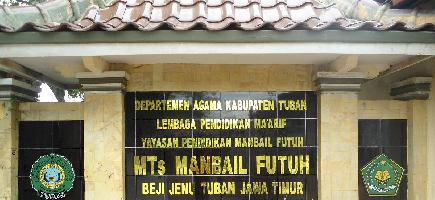 DEPARTEMEN AGAMA KABUPATEN TUBAN
LEMBAGA PENDIDIKAN MA'ARIF
YAYASAN PENDIDIKAN MANBAIL FUTUH
MTs MANBAIL FUTUH
BEJI JENU TUBAN JAWA TIMUR